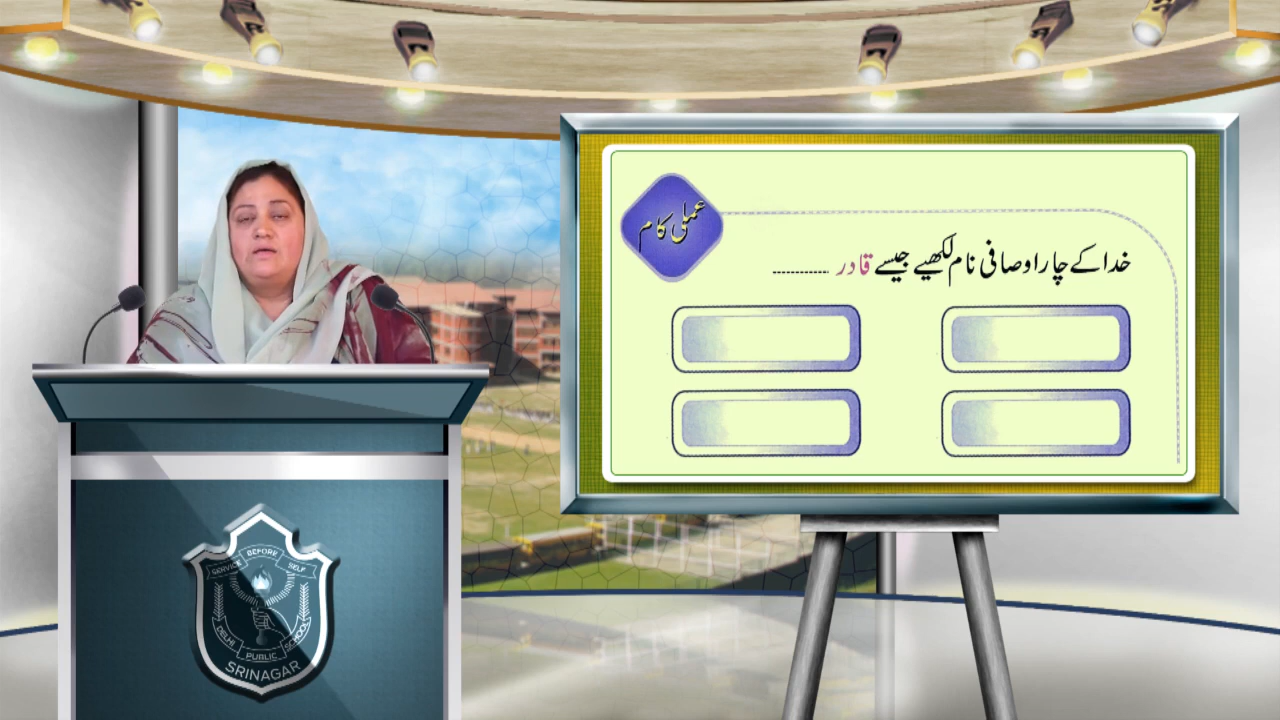 عملی کام
خدا کے چار اوصافی نام لکھیے جیسے قادر ............
SERVICE BEFORE SELF
DELHI PUBLIC SCHOOL
SRINAGAR